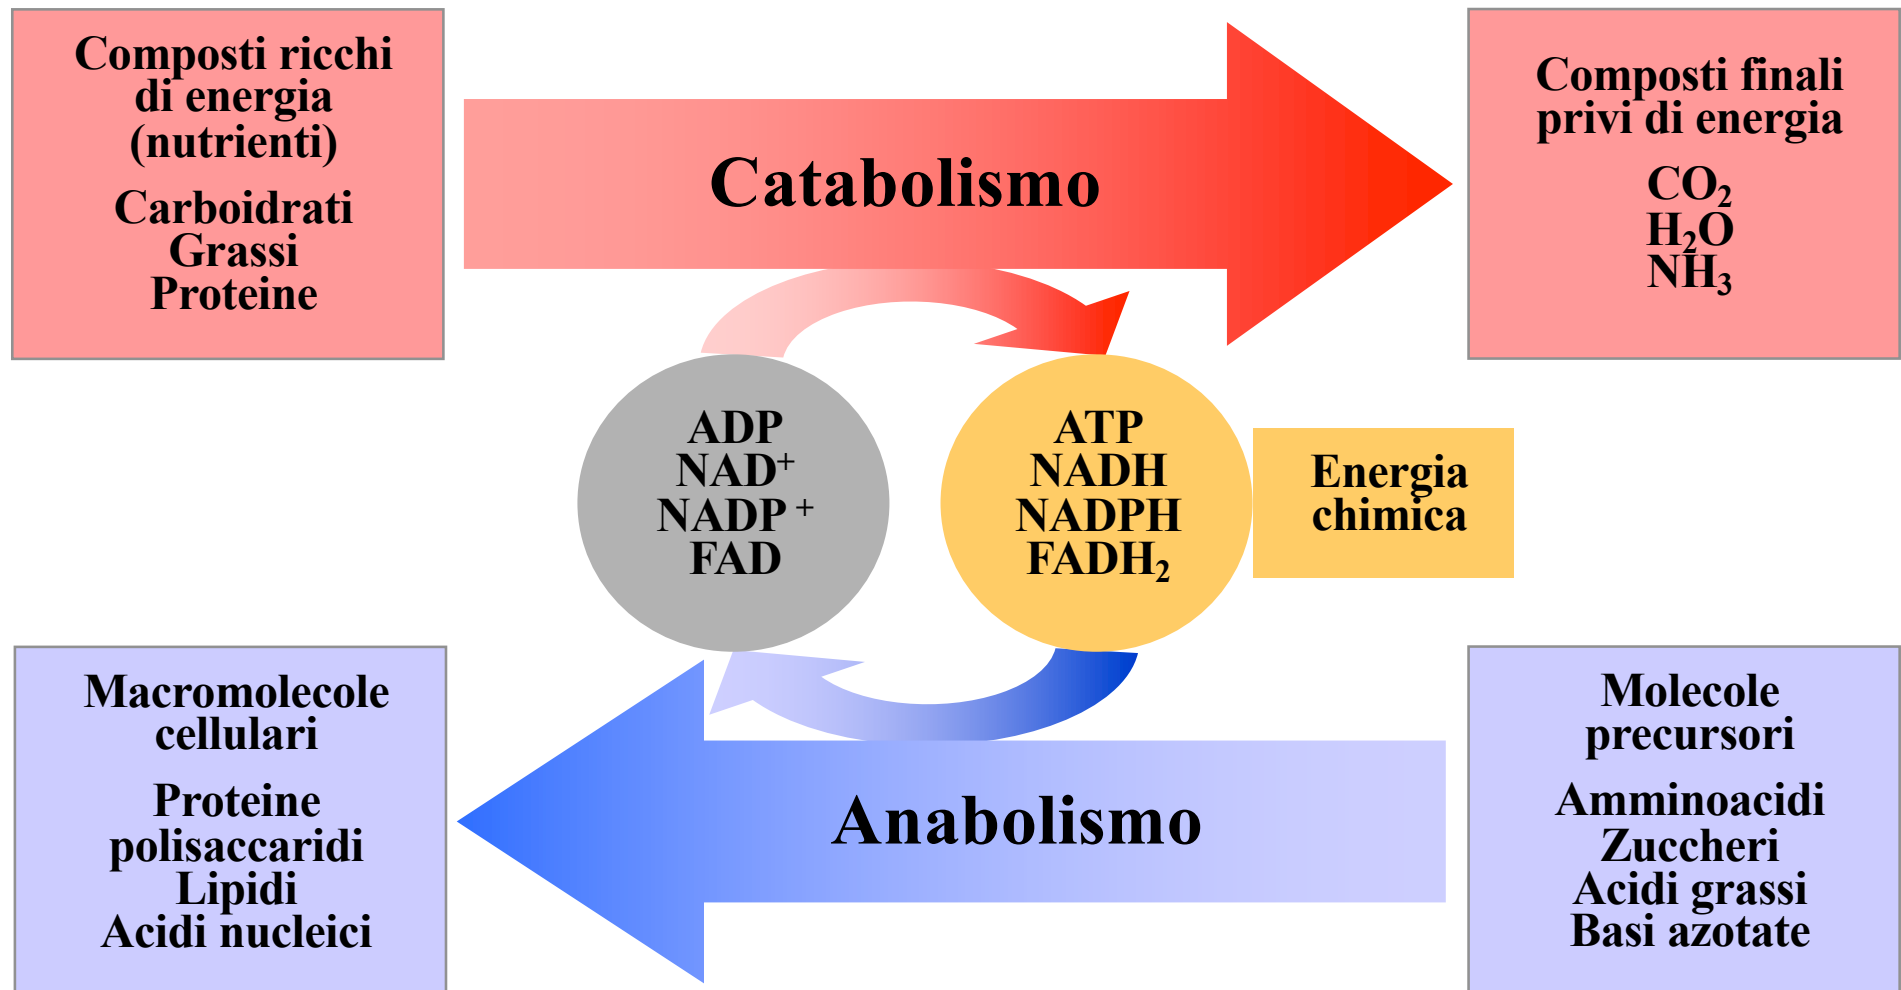 Composti ricchi
di energia
(nutrienti)
Carboidrati
Grassi
Proteine
Catabolismo
Composti finali
privi di energia
CO₂
H₂O
NH₃
ADP
NAD⁺
NADP ⁺
FAD
ATP
NADH
NADPH
FADH₂
Energia
chimica
Macromolecole
cellulari
Proteine
polisaccaridi
Lipidi
Acidi nucleici
Anabolismo
Molecole
precursori
Amminoacidi
Zuccheri
Acidi grassi
Basi azotate